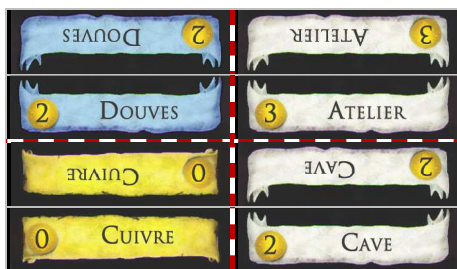 DOUVES 2
ATELIER 3
2 DOUVES
3 ATELIER
CUIVRE 0
CAVE 2
0 CUIVRE
2 CAVE